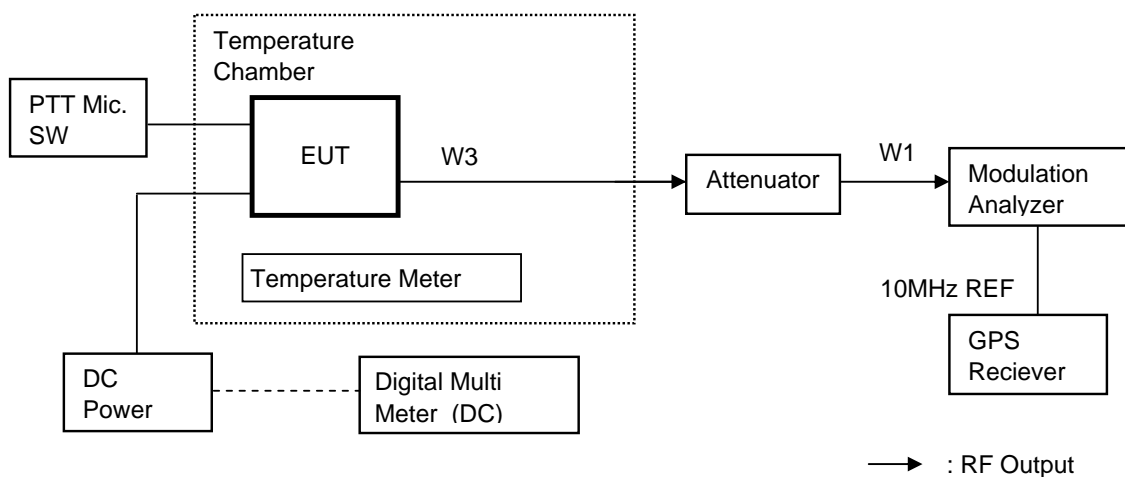 Temperature
Chamber
PTT Mic.
SW
EUT
W3
Attenuator
W1
Modulation
Analyzer
Temperature Meter
10MHz REF
GPS
Reciever
DC
Power
Digital Multi
Meter (DC)
: RF Output